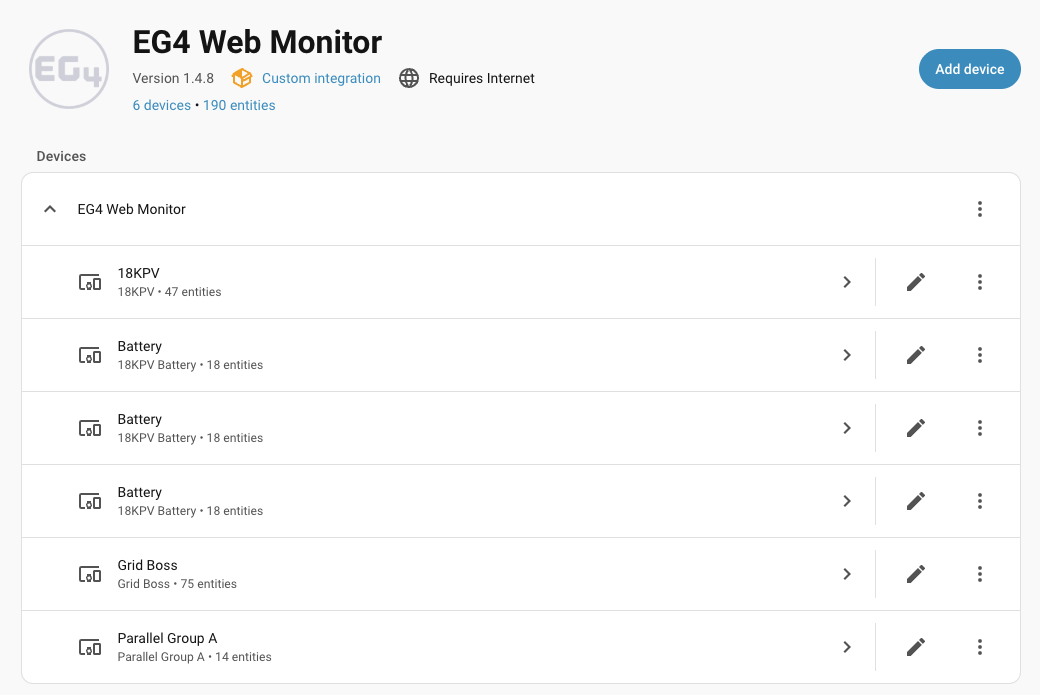 EG4
EG4 Web Monitor
Version 1.4.8 Custom integration Requires Internet
6 devices • 190 entities
Add device
Devices
EG4 Web Monitor
18KPV
18KPV • 47 entities
Battery
18KPV Battery • 18 entities
Battery
18KPV Battery • 18 entities
Battery
18KPV Battery • 18 entities
Grid Boss
Grid Boss • 75 entities
Parallel Group A
Parallel Group A • 14 entities